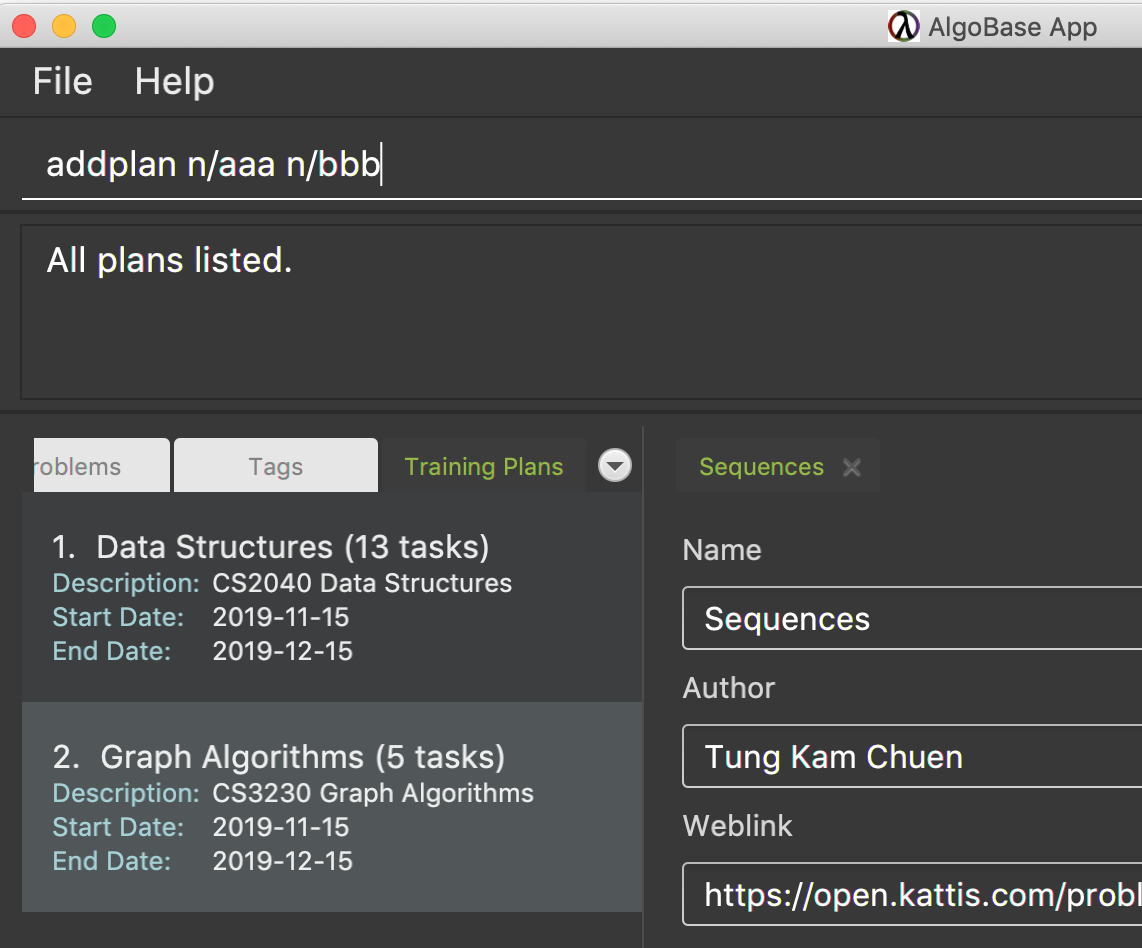 AlgoBase App
File Help
addplan n/aaa n/bbb
All plans listed.
roblems Tags Training Plans
1. Data Structures (13 tasks)
Description: CS2040 Data Structures
Start Date: 2019-11-15
End Date: 2019-12-15
2. Graph Algorithms (5 tasks)
Description: CS3230 Graph Algorithms
Start Date: 2019-11-15
End Date: 2019-12-15
Sequences
Name
Sequences
Author
Tung Kam Chuen
Weblink
https://open.kattis.com/probl